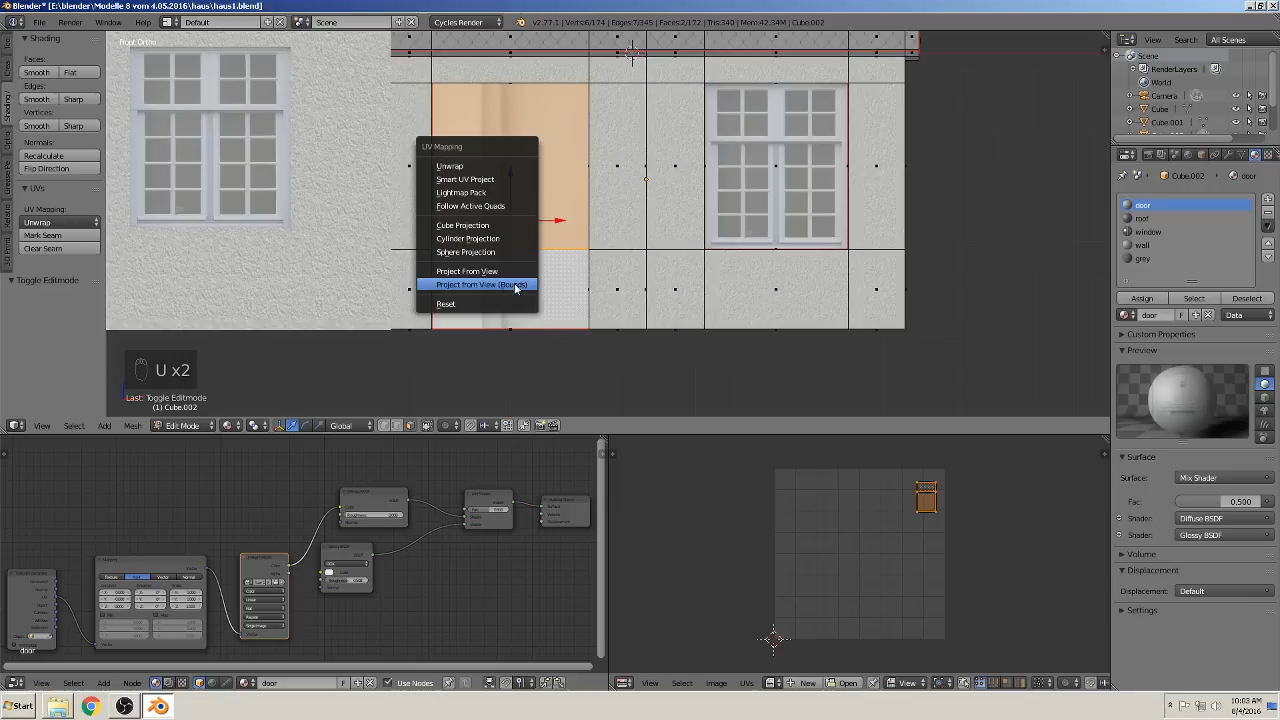 Blender* [D:\Modelle 8 vom 4.05.2016\haus\haus1.blend]
File Render Window Help Default Scene Cycles Render v2.77.1 | Verts:6/174 | Edges:7/145 | Faces:2/172 | Tris:340 | Mem:42.34M | Cube.002
Shading
Faces:
Smooth Flat
Edges:
Smooth Sharp
Vertices:
Smooth Sharp
Normals:
Recalculate
Flip Direction
UVs
UV Mapping:
Unwrap
Mark Seam
Clear Seam
Toggle Editmode
Front Ortho
UV Mapping
Unwrap
Smart UV Project
Lightmap Pack
Follow Active Quads
Cube Projection
Cylinder Projection
Sphere Projection
Project From View
Project from View (Bounds)
Reset
U x2
Last: Toggle Editmode
(1) Cube.002
View Select Add Mesh Edit Mode Global
View Search All Scenes
Scene
RenderLayers
World
Camera
Cube
Cube.001
Cube.002 door
door
roof
window
wall
grey
Assign Select Deselect
door F Data
Custom Properties
Preview
Surface
Surface: Mix Shader
Fac: 0.500
Shader: Diffuse BSDF
Shader: Glossy BSDF
Volume
Displacement
Displacement: Default
Settings
door
View Select Add Node door F Use Nodes
View Select Image UVs New Open View
Start
10:03 AM
8/9/2016